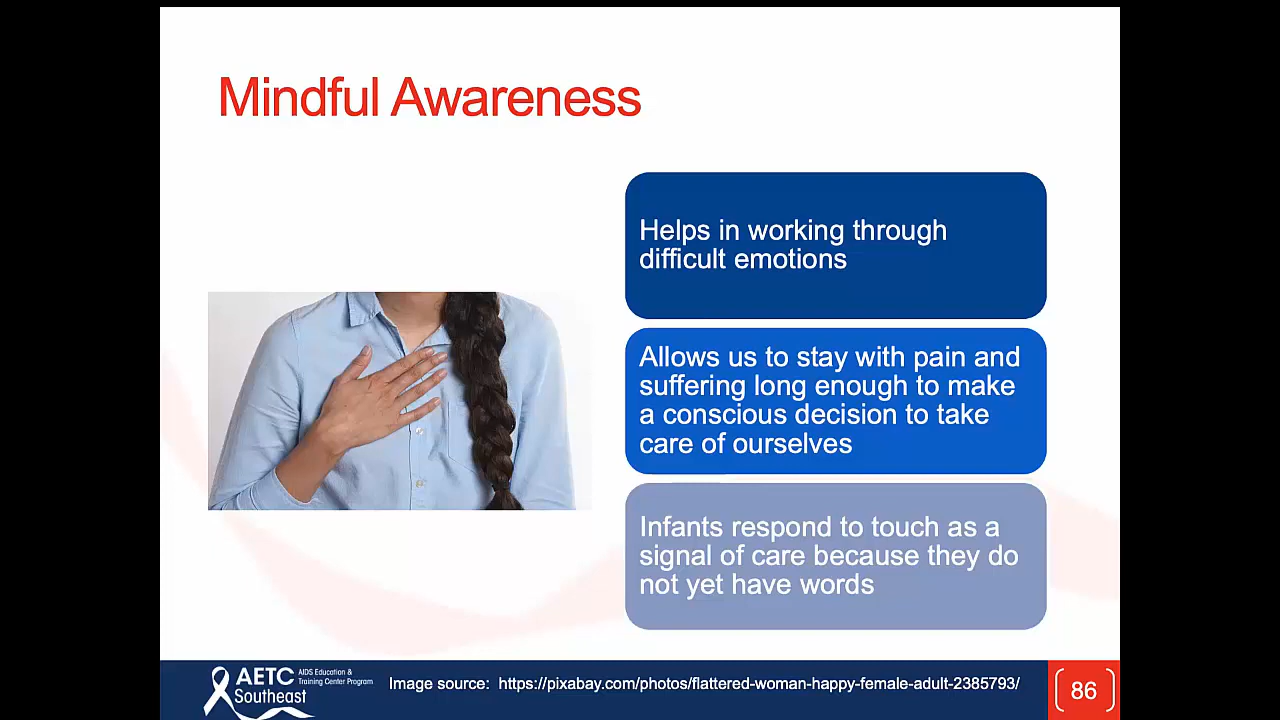 Mindful Awareness
Helps in working through
difficult emotions
Allows us to stay with pain and
suffering long enough to make
a conscious decision to take
care of ourselves
Infants respond to touch as a
signal of care because they do
not yet have words
AETC
Southeast
AIDS Education &
Training Center Program
Image source: https://pixabay.com/photos/flattered-woman-happy-female-adult-2385793/
86